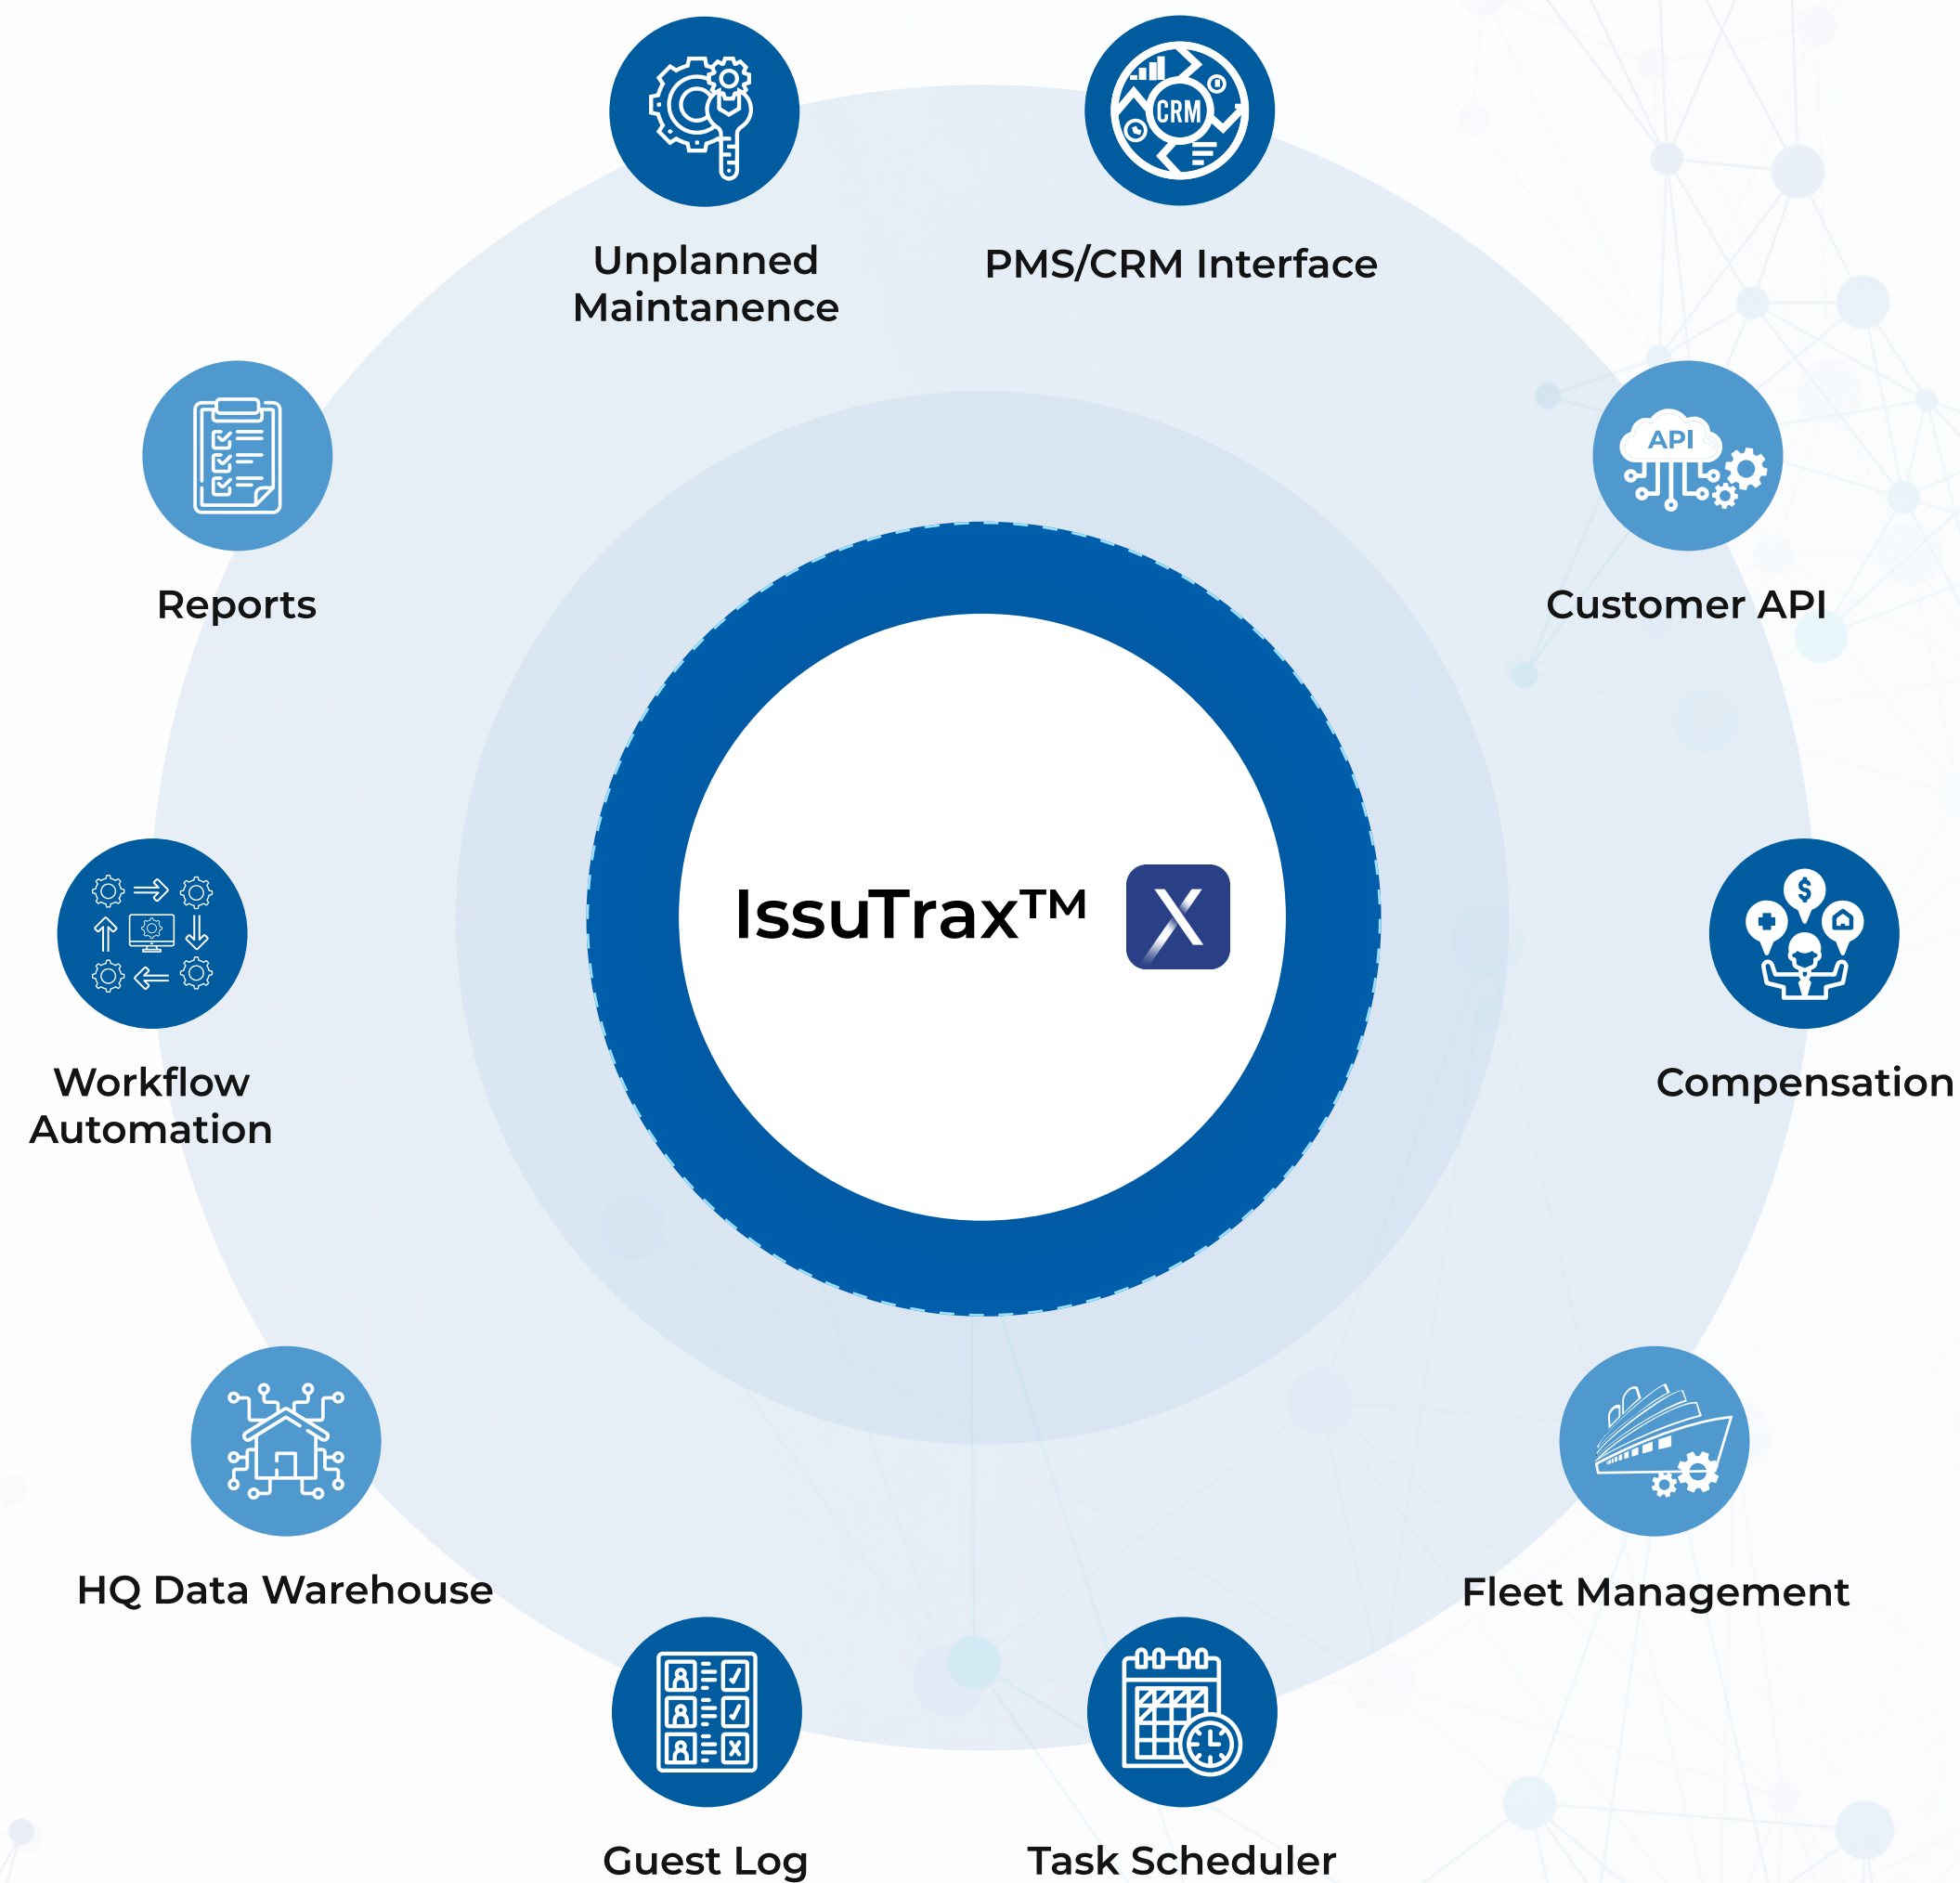 CRM
Unplanned
Maintanence
PMS/CRM Interface
API
Reports
Customer API
IssuTrax™ X
Workflow
Automation
$
Compensation
HQ Data Warehouse
Fleet Management
Guest Log
Task Scheduler